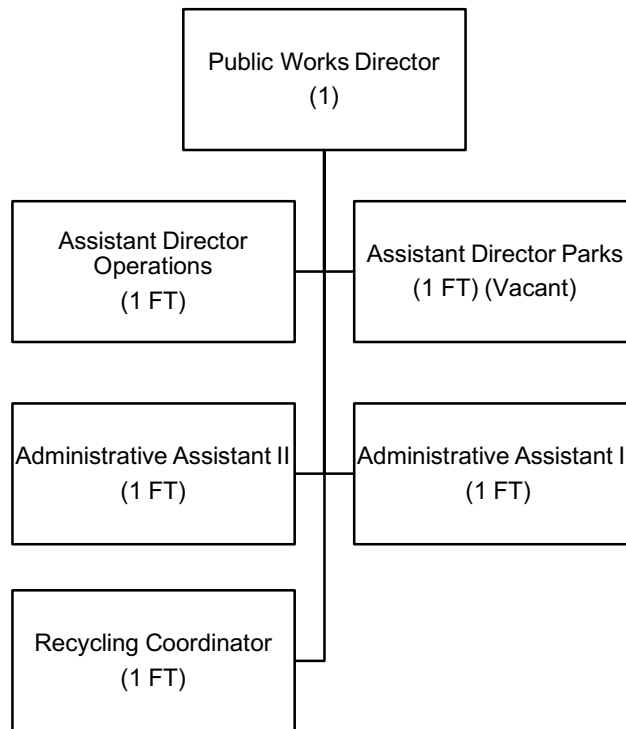 Public Works Director
(1)
Assistant Director
Operations
(1 FT)
Assistant Director Parks
(1 FT) (Vacant)
Administrative Assistant II
(1 FT)
Administrative Assistant I
(1 FT)
Recycling Coordinator
(1 FT)